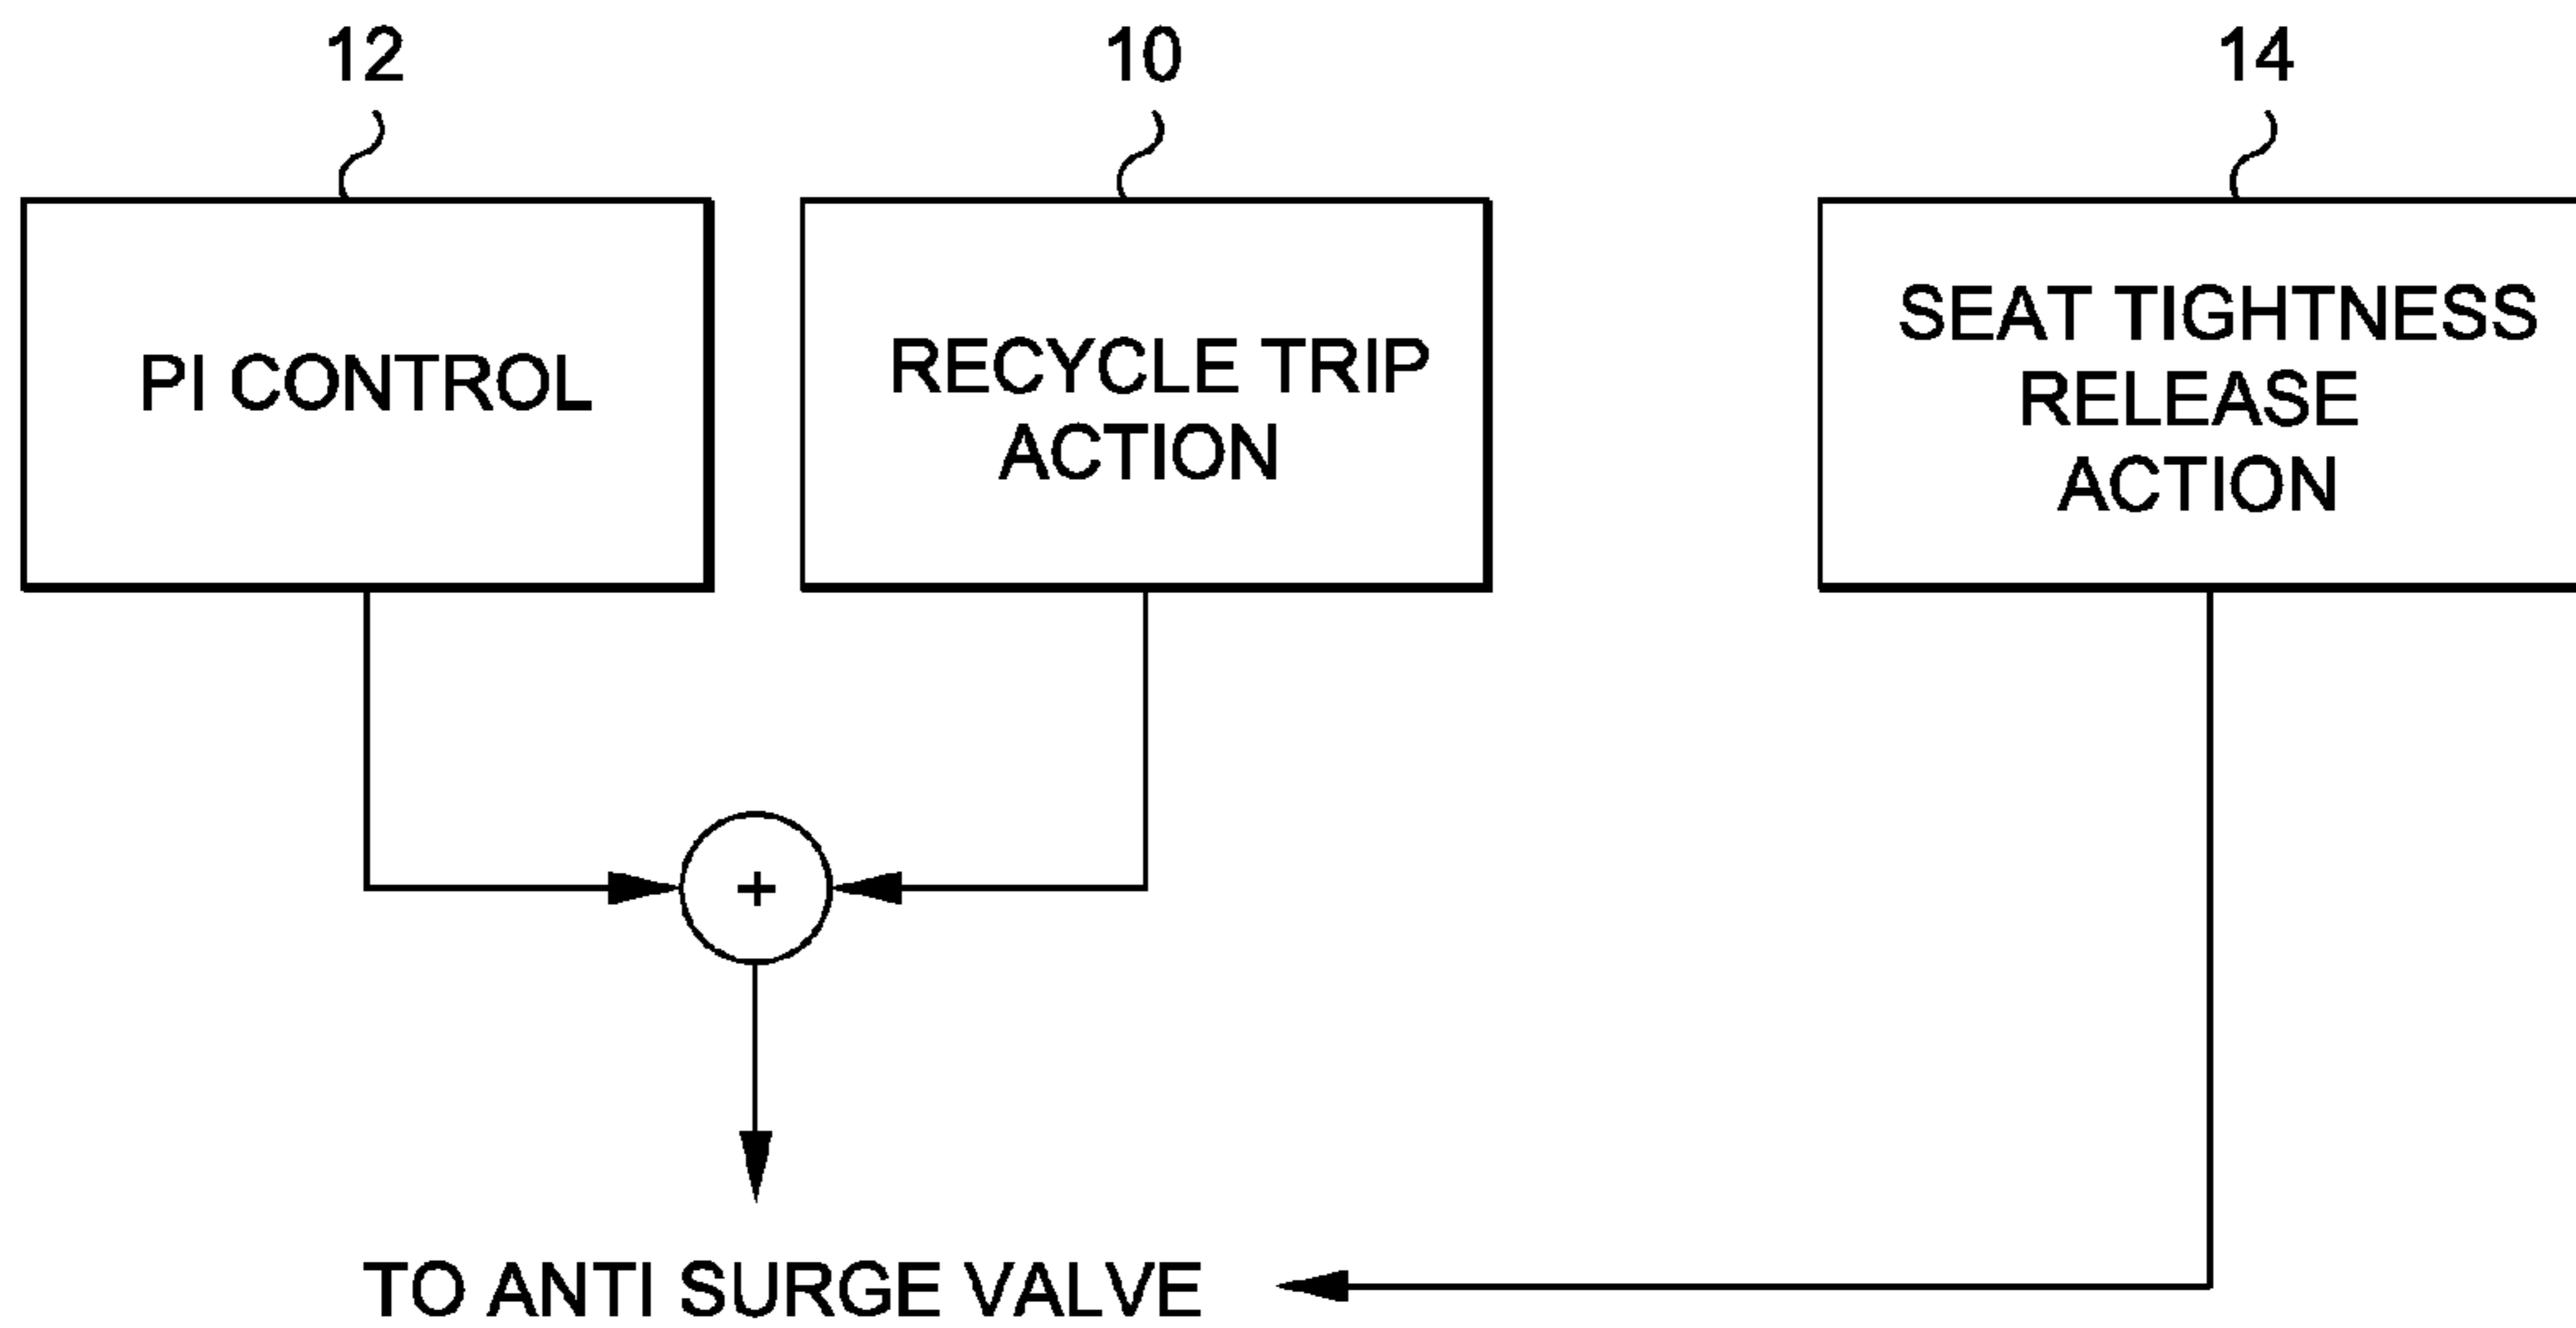 12
10
14
PI CONTROL
RECYCLE TRIP
ACTION
SEAT TIGHTNESS
RELEASE
ACTION
+
TO ANTI SURGE VALVE